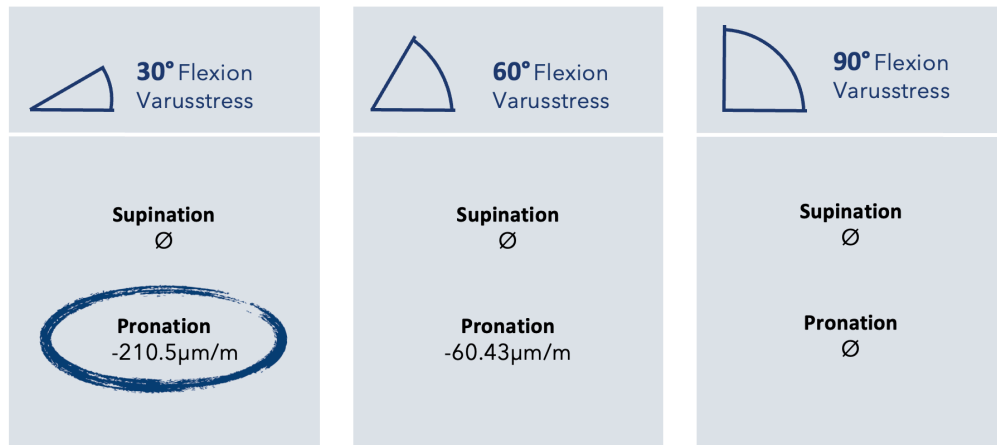 30° Flexion
Varusstress
60° Flexion
Varusstress
90° Flexion
Varusstress
Supination
Ø
Pronation
-210.5µm/m
Supination
Ø
Pronation
-60.43µm/m
Supination
Ø
Pronation
Ø